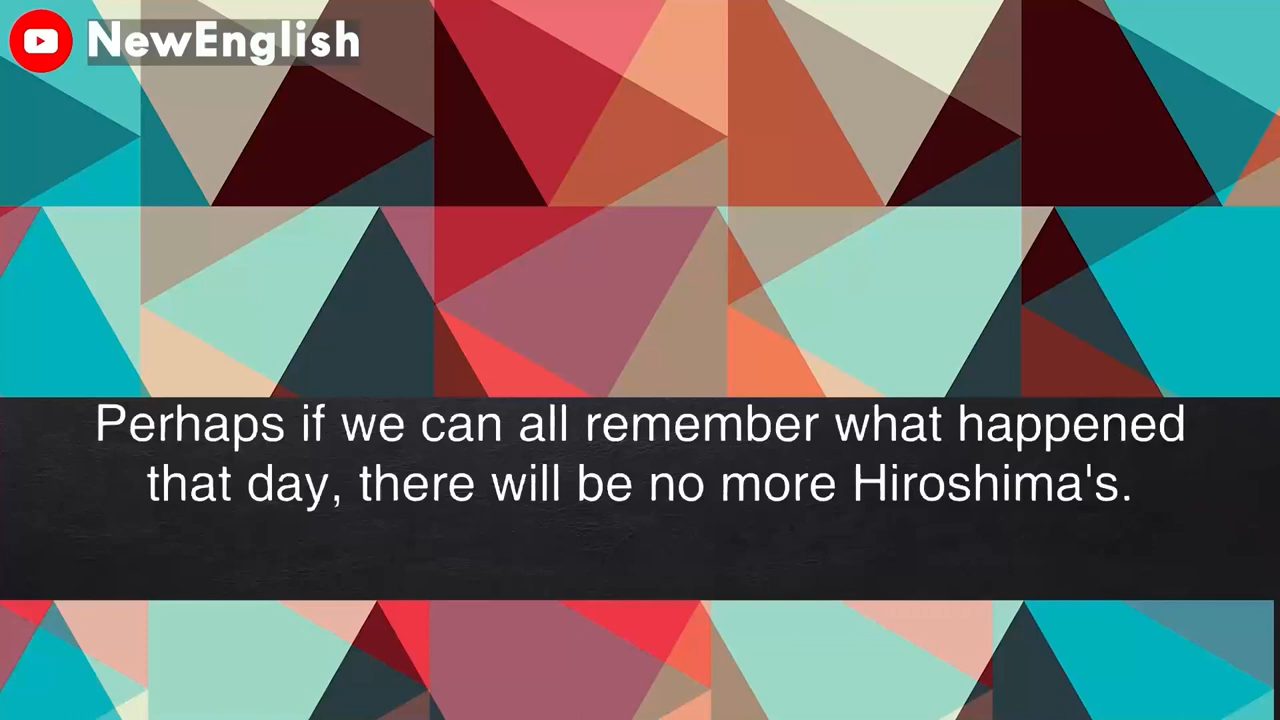 NewEnglish
Perhaps if we can all remember what happened
that day, there will be no more Hiroshima's.